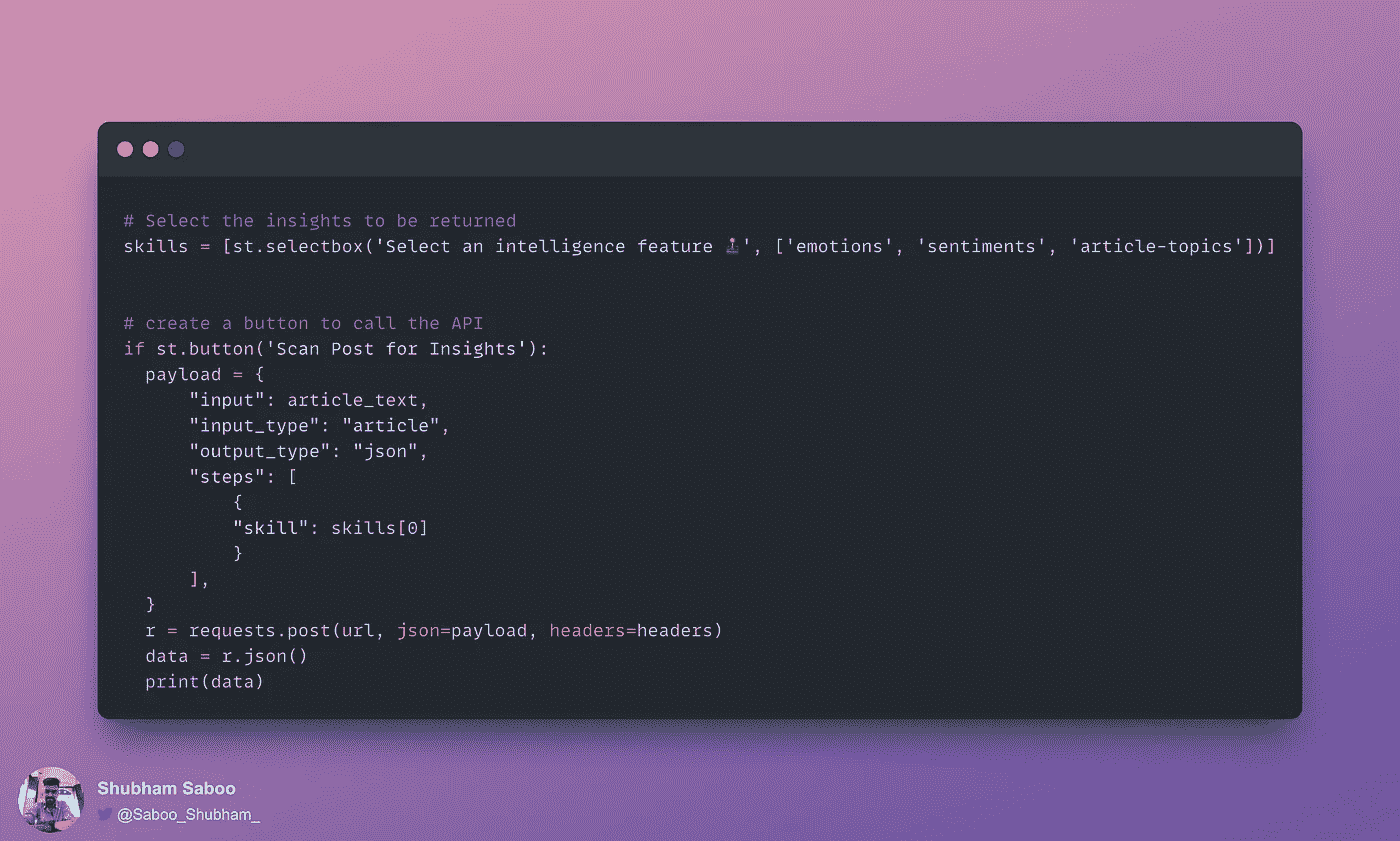 # Select the insights to be returned
skills = [st.selectbox('Select an intelligence feature 🕹️', ['emotions', 'sentiments', 'article-topics'])]
# create a button to call the API
if st.button('Scan Post for Insights'):
  payload = {
      "input": article_text,
      "input_type": "article",
      "output_type": "json",
      "steps": [
          {
          "skill": skills[0]
          }
      ],
  }
  r = requests.post(url, json=payload, headers=headers)
  data = r.json()
  print(data)
Shubham Saboo
@Saboo_Shubham_